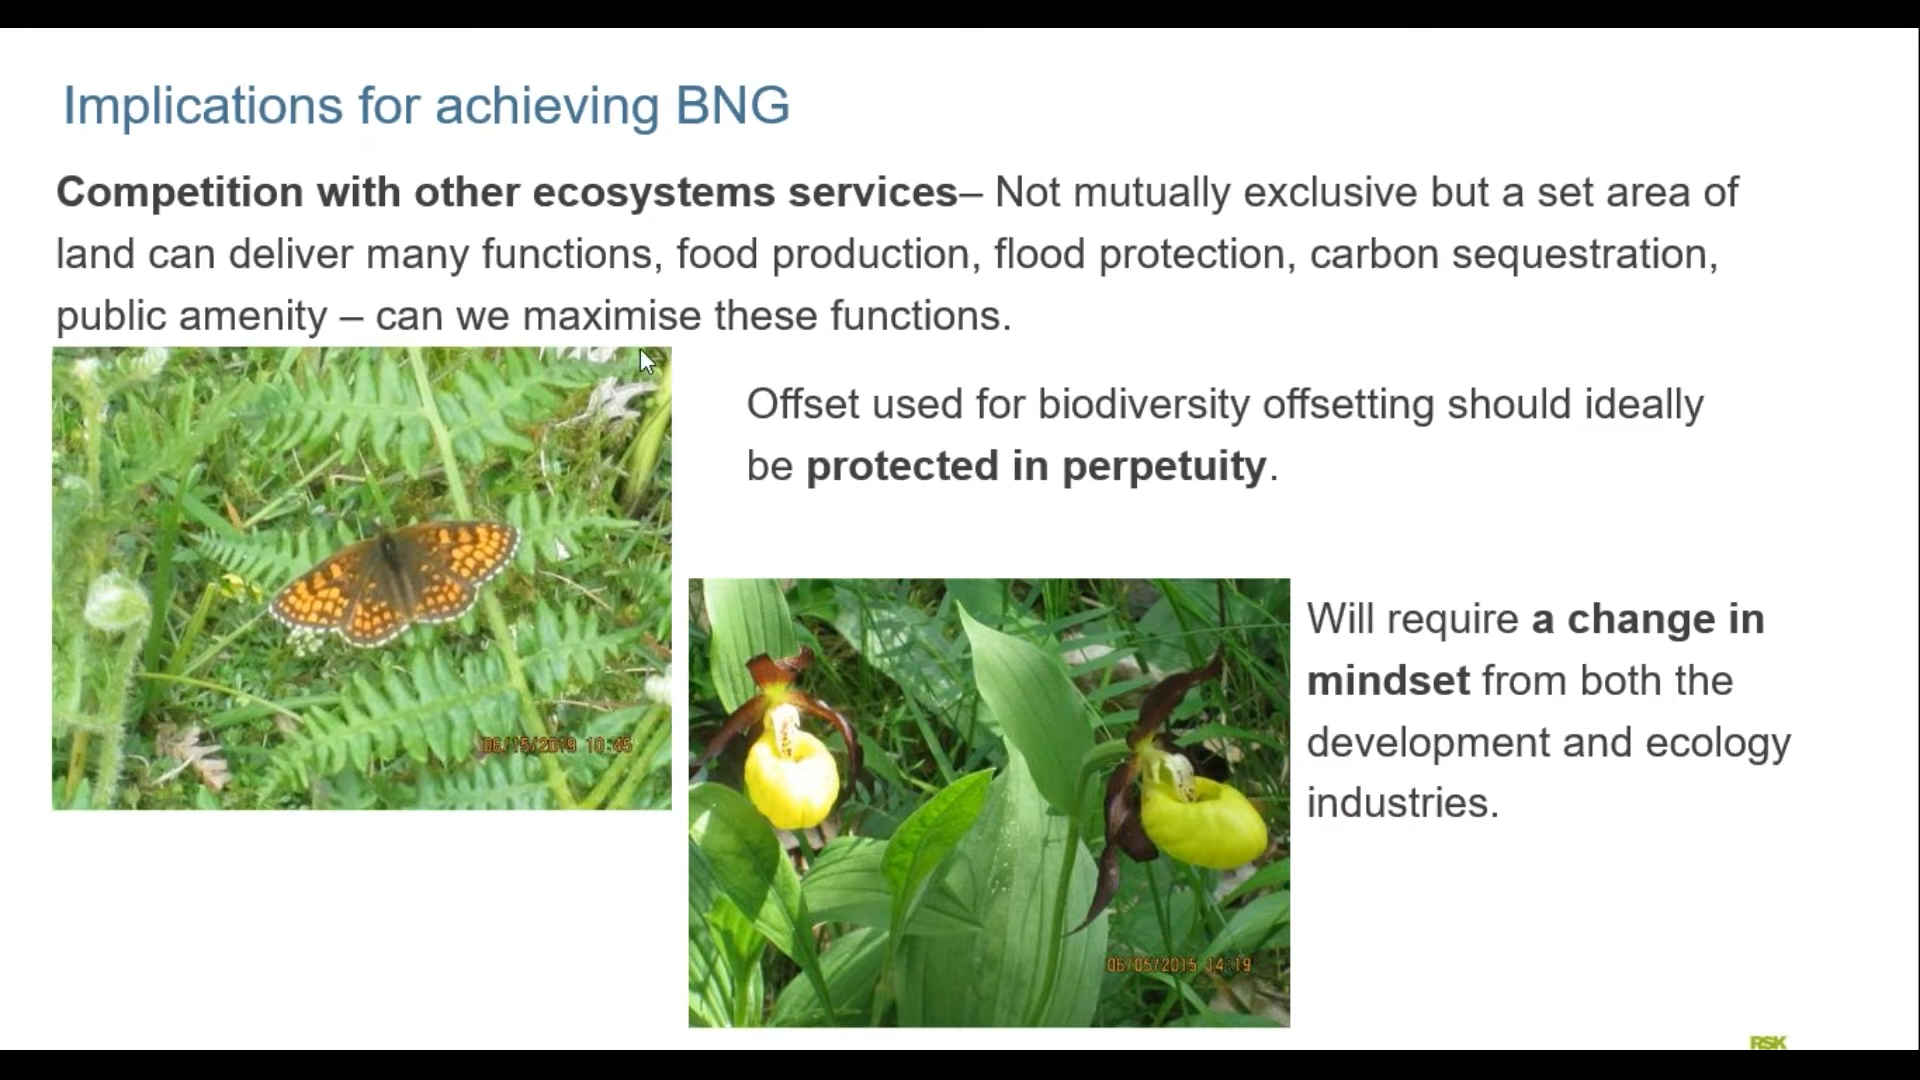 Implications for achieving BNG
Competition with other ecosystems services– Not mutually exclusive but a set area of
land can deliver many functions, food production, flood protection, carbon sequestration,
public amenity – can we maximise these functions.
Offset used for biodiversity offsetting should ideally
be protected in perpetuity.
06/15/2019 10:45
Will require a change in
mindset from both the
development and ecology
industries.
06/05/2015 14:19
RSK